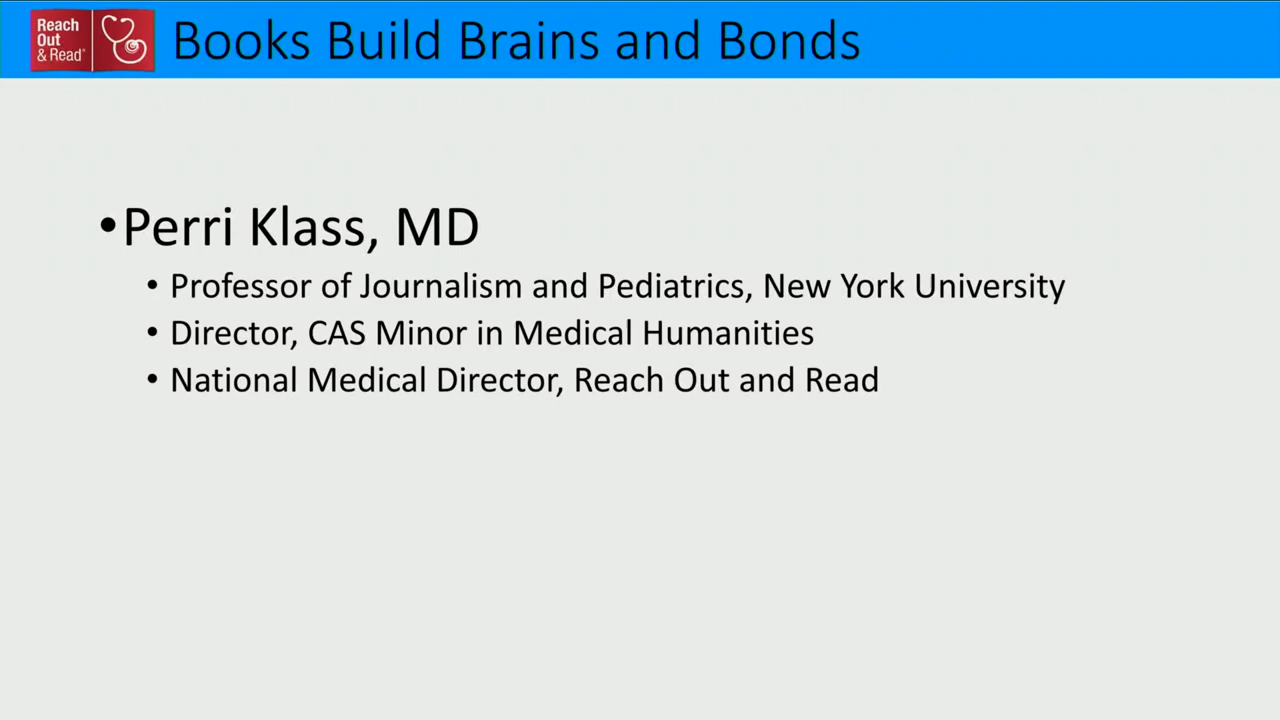 Reach
Out
& Read®
Books Build Brains and Bonds
•Perri Klass, MD
• Professor of Journalism and Pediatrics, New York University
• Director, CAS Minor in Medical Humanities
• National Medical Director, Reach Out and Read